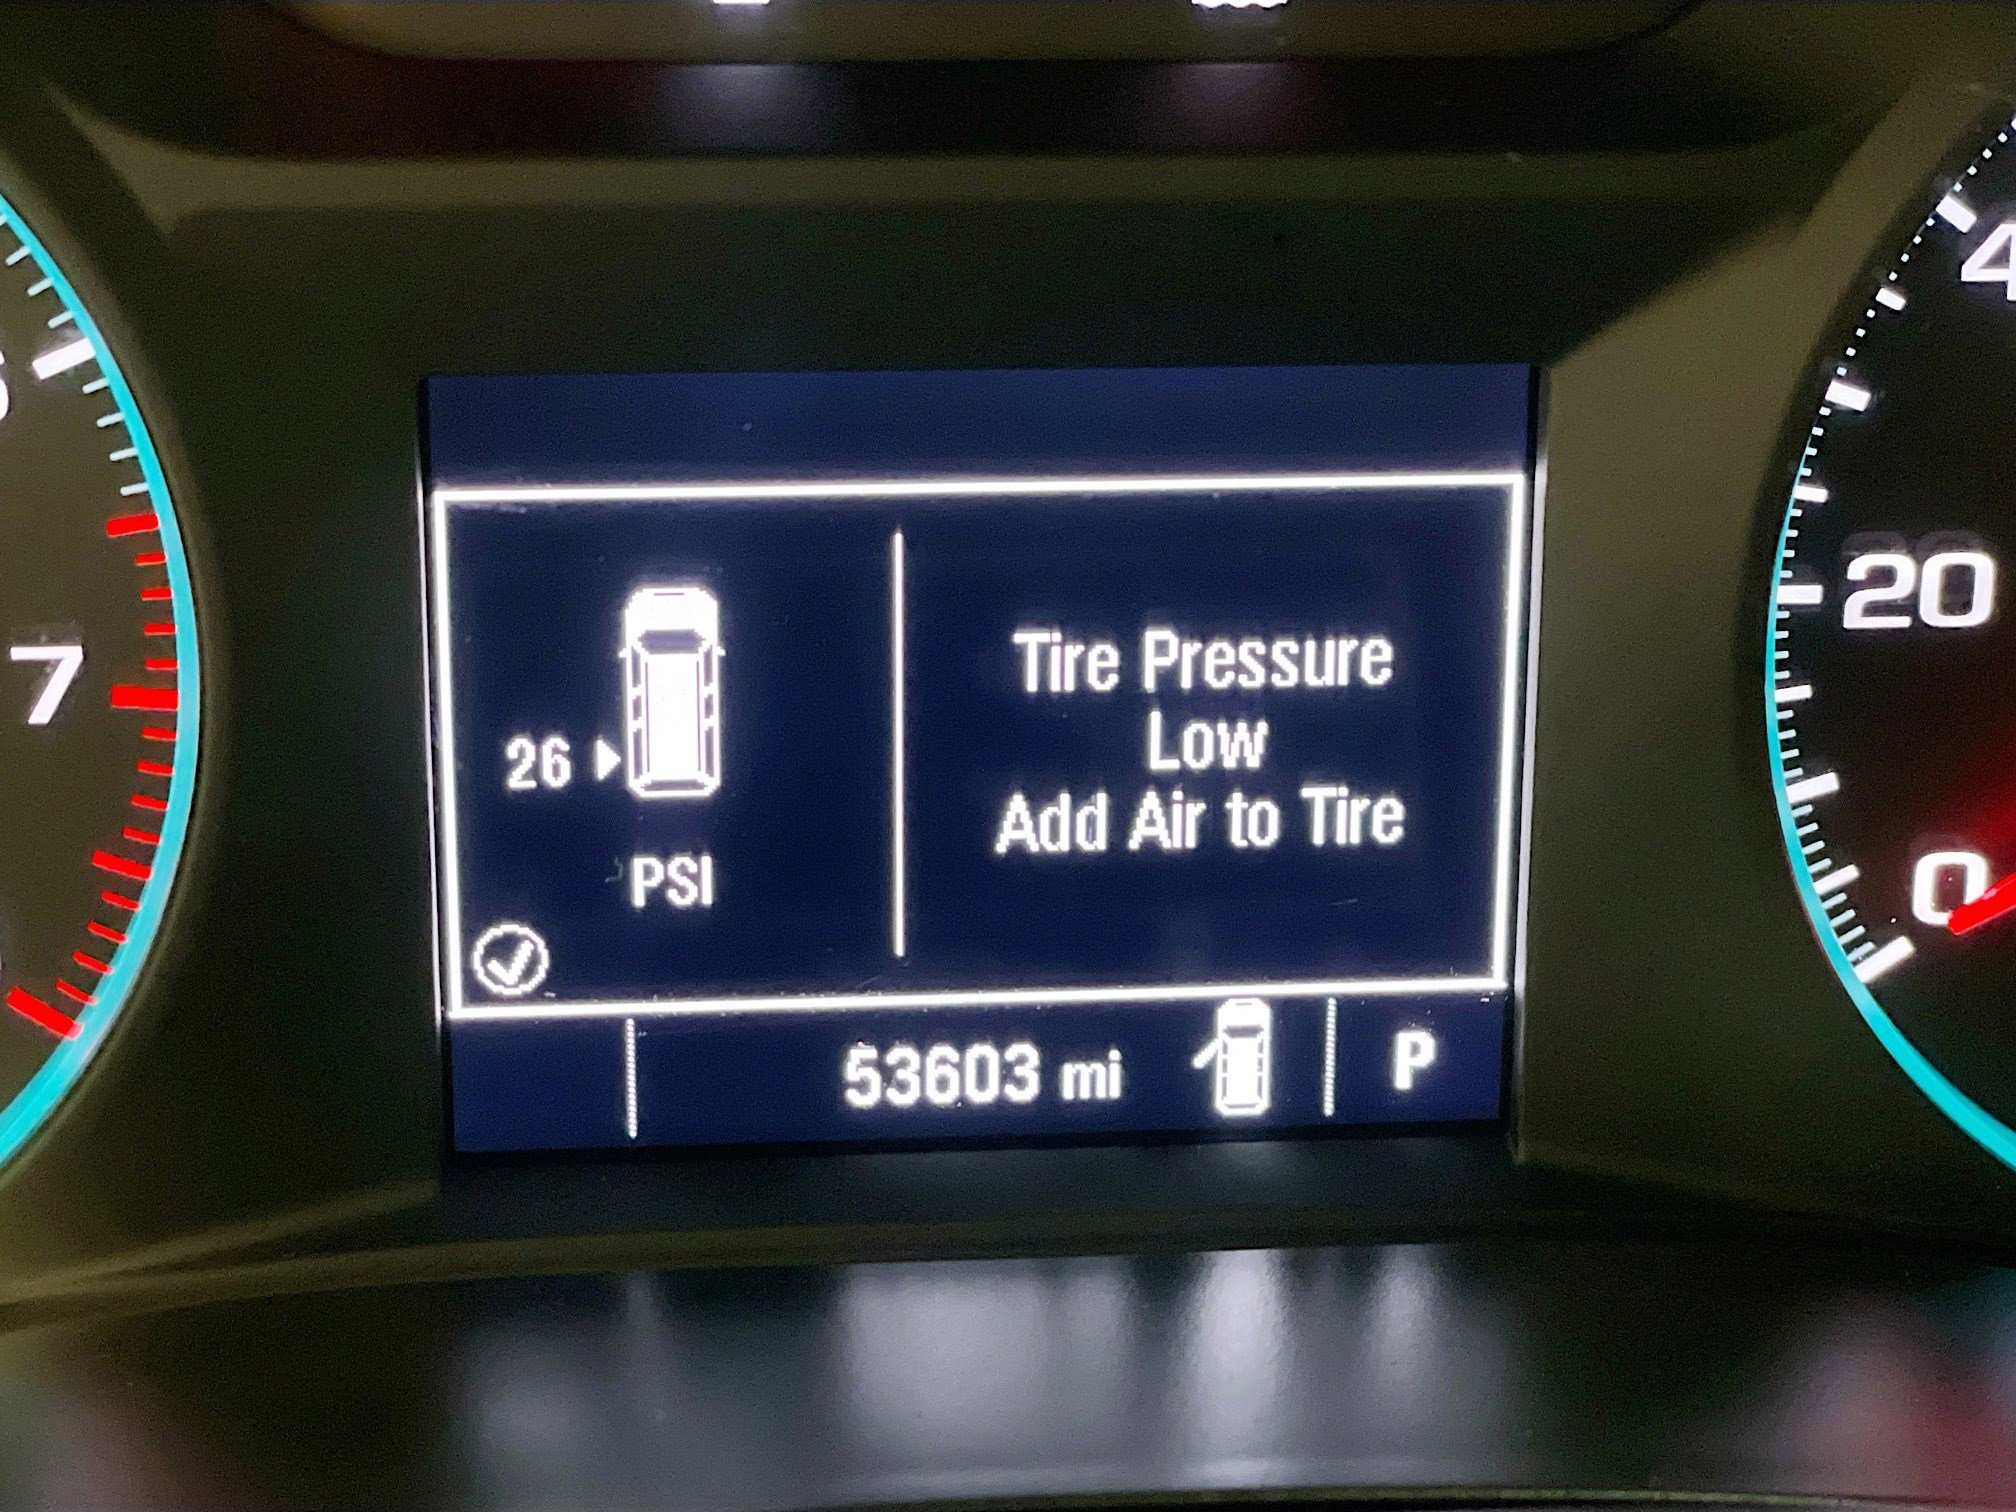 7
26
PSI
Tire Pressure
Low
Add Air to Tire
53603 mi
P
20
0